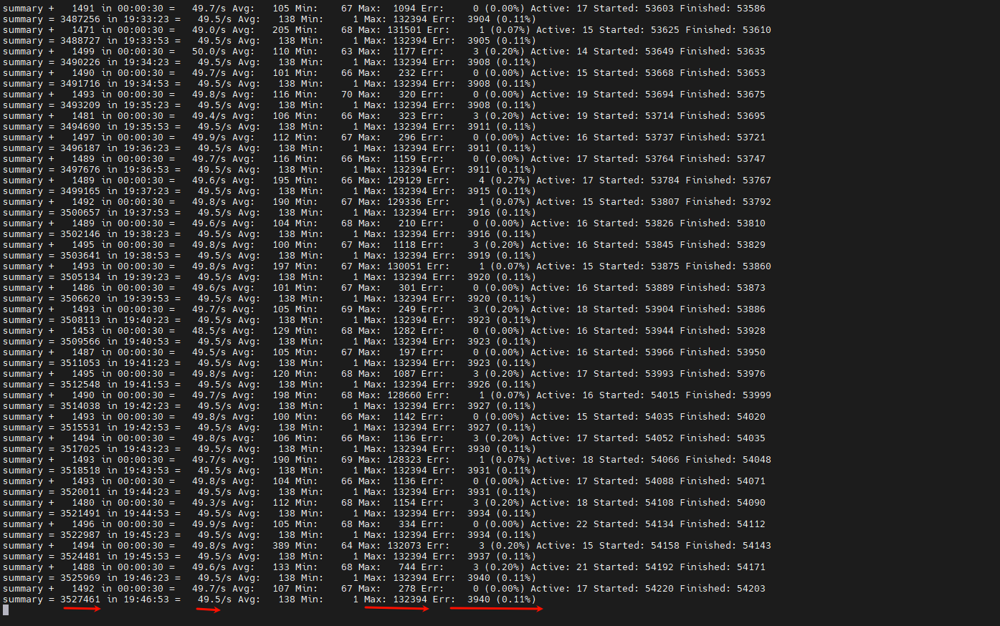 summary +   1491 in 00:00:30 =   49.7/s Avg:   105 Min:    67 Max:  1094 Err:     0 (0.00%) Active: 17 Started: 53603 Finished: 53586
summary = 3487256 in 19:33:23 =   49.5/s Avg:   138 Min:     1 Max: 132394 Err:  3904 (0.11%)
summary +   1471 in 00:00:30 =   49.0/s Avg:   205 Min:    68 Max: 131501 Err:     1 (0.07%) Active: 15 Started: 53625 Finished: 53610
summary = 3488727 in 19:33:53 =   49.5/s Avg:   138 Min:     1 Max: 132394 Err:  3905 (0.11%)
summary +   1499 in 00:00:30 =   50.0/s Avg:   110 Min:    63 Max:  1177 Err:     3 (0.20%) Active: 14 Started: 53649 Finished: 53635
summary = 3490226 in 19:34:23 =   49.5/s Avg:   138 Min:     1 Max: 132394 Err:  3908 (0.11%)
summary +   1490 in 00:00:30 =   49.7/s Avg:   101 Min:    66 Max:   232 Err:     0 (0.00%) Active: 15 Started: 53668 Finished: 53653
summary = 3491716 in 19:34:53 =   49.5/s Avg:   138 Min:     1 Max: 132394 Err:  3908 (0.11%)
summary +   1493 in 00:00:30 =   49.8/s Avg:   116 Min:    70 Max:   320 Err:     0 (0.00%) Active: 19 Started: 53694 Finished: 53675
summary = 3493209 in 19:35:23 =   49.5/s Avg:   138 Min:     1 Max: 132394 Err:  3908 (0.11%)
summary +   1481 in 00:00:30 =   49.4/s Avg:   106 Min:    66 Max:   323 Err:     3 (0.20%) Active: 19 Started: 53714 Finished: 53695
summary = 3494690 in 19:35:53 =   49.5/s Avg:   138 Min:     1 Max: 132394 Err:  3911 (0.11%)
summary +   1497 in 00:00:30 =   49.9/s Avg:   112 Min:    67 Max:   296 Err:     0 (0.00%) Active: 16 Started: 53737 Finished: 53721
summary = 3496187 in 19:36:23 =   49.5/s Avg:   138 Min:     1 Max: 132394 Err:  3911 (0.11%)
summary +   1489 in 00:00:30 =   49.7/s Avg:   116 Min:    66 Max:  1159 Err:     0 (0.00%) Active: 17 Started: 53764 Finished: 53747
summary = 3497676 in 19:36:53 =   49.5/s Avg:   138 Min:     1 Max: 132394 Err:  3911 (0.11%)
summary +   1489 in 00:00:30 =   49.6/s Avg:   195 Min:    66 Max: 129129 Err:     4 (0.27%) Active: 17 Started: 53784 Finished: 53767
summary = 3499165 in 19:37:23 =   49.5/s Avg:   138 Min:     1 Max: 132394 Err:  3915 (0.11%)
summary +   1492 in 00:00:30 =   49.8/s Avg:   190 Min:    67 Max: 129336 Err:     1 (0.07%) Active: 15 Started: 53807 Finished: 53792
summary = 3500657 in 19:37:53 =   49.5/s Avg:   138 Min:     1 Max: 132394 Err:  3916 (0.11%)
summary +   1489 in 00:00:30 =   49.6/s Avg:   104 Min:    68 Max:   210 Err:     0 (0.00%) Active: 16 Started: 53826 Finished: 53810
summary = 3502146 in 19:38:23 =   49.5/s Avg:   138 Min:     1 Max: 132394 Err:  3916 (0.11%)
summary +   1495 in 00:00:30 =   49.8/s Avg:   100 Min:    67 Max:  1118 Err:     3 (0.20%) Active: 16 Started: 53845 Finished: 53829
summary = 3503641 in 19:38:53 =   49.5/s Avg:   138 Min:     1 Max: 132394 Err:  3919 (0.11%)
summary +   1493 in 00:00:30 =   49.8/s Avg:   197 Min:    67 Max: 130051 Err:     1 (0.07%) Active: 15 Started: 53875 Finished: 53860
summary = 3505134 in 19:39:23 =   49.5/s Avg:   138 Min:     1 Max: 132394 Err:  3920 (0.11%)
summary +   1486 in 00:00:30 =   49.6/s Avg:   101 Min:    67 Max:   301 Err:     0 (0.00%) Active: 16 Started: 53889 Finished: 53873
summary = 3506620 in 19:39:53 =   49.5/s Avg:   138 Min:     1 Max: 132394 Err:  3920 (0.11%)
summary +   1493 in 00:00:30 =   49.7/s Avg:   105 Min:    69 Max:   249 Err:     3 (0.20%) Active: 18 Started: 53904 Finished: 53886
summary = 3508113 in 19:40:23 =   49.5/s Avg:   138 Min:     1 Max: 132394 Err:  3923 (0.11%)
summary +   1453 in 00:00:30 =   48.5/s Avg:   129 Min:    68 Max:  1282 Err:     0 (0.00%) Active: 16 Started: 53944 Finished: 53928
summary = 3509566 in 19:40:53 =   49.5/s Avg:   138 Min:     1 Max: 132394 Err:  3923 (0.11%)
summary +   1487 in 00:00:30 =   49.5/s Avg:   105 Min:    67 Max:   197 Err:     0 (0.00%) Active: 16 Started: 53966 Finished: 53950
summary = 3511053 in 19:41:23 =   49.5/s Avg:   138 Min:     1 Max: 132394 Err:  3923 (0.11%)
summary +   1495 in 00:00:30 =   49.8/s Avg:   120 Min:    68 Max:  1087 Err:     3 (0.20%) Active: 17 Started: 53993 Finished: 53976
summary = 3512548 in 19:41:53 =   49.5/s Avg:   138 Min:     1 Max: 132394 Err:  3926 (0.11%)
summary +   1490 in 00:00:30 =   49.7/s Avg:   198 Min:    68 Max: 128660 Err:     1 (0.07%) Active: 16 Started: 54015 Finished: 53999
summary = 3514038 in 19:42:23 =   49.5/s Avg:   138 Min:     1 Max: 132394 Err:  3927 (0.11%)
summary +   1493 in 00:00:30 =   49.8/s Avg:   100 Min:    66 Max:  1142 Err:     0 (0.00%) Active: 15 Started: 54035 Finished: 54020
summary = 3515531 in 19:42:53 =   49.5/s Avg:   138 Min:     1 Max: 132394 Err:  3927 (0.11%)
summary +   1494 in 00:00:30 =   49.8/s Avg:   106 Min:    66 Max:  1136 Err:     3 (0.20%) Active: 17 Started: 54052 Finished: 54035
summary = 3517025 in 19:43:23 =   49.5/s Avg:   138 Min:     1 Max: 132394 Err:  3930 (0.11%)
summary +   1493 in 00:00:30 =   49.7/s Avg:   190 Min:    69 Max: 128323 Err:     1 (0.07%) Active: 18 Started: 54066 Finished: 54048
summary = 3518518 in 19:43:53 =   49.5/s Avg:   138 Min:     1 Max: 132394 Err:  3931 (0.11%)
summary +   1493 in 00:00:30 =   49.8/s Avg:   104 Min:    66 Max:  1136 Err:     0 (0.00%) Active: 17 Started: 54088 Finished: 54071
summary = 3520011 in 19:44:23 =   49.5/s Avg:   138 Min:     1 Max: 132394 Err:  3931 (0.11%)
summary +   1480 in 00:00:30 =   49.3/s Avg:   112 Min:    68 Max:  1154 Err:     3 (0.20%) Active: 18 Started: 54108 Finished: 54090
summary = 3521491 in 19:44:53 =   49.5/s Avg:   138 Min:     1 Max: 132394 Err:  3934 (0.11%)
summary +   1496 in 00:00:30 =   49.9/s Avg:   105 Min:    68 Max:   334 Err:     0 (0.00%) Active: 22 Started: 54134 Finished: 54112
summary = 3522987 in 19:45:23 =   49.5/s Avg:   138 Min:     1 Max: 132394 Err:  3934 (0.11%)
summary +   1494 in 00:00:30 =   49.8/s Avg:   389 Min:    64 Max: 132073 Err:     3 (0.20%) Active: 15 Started: 54158 Finished: 54143
summary = 3524481 in 19:45:53 =   49.5/s Avg:   138 Min:     1 Max: 132394 Err:  3937 (0.11%)
summary +   1488 in 00:00:30 =   49.6/s Avg:   133 Min:    68 Max:   744 Err:     3 (0.20%) Active: 21 Started: 54192 Finished: 54171
summary = 3525969 in 19:46:23 =   49.5/s Avg:   138 Min:     1 Max: 132394 Err:  3940 (0.11%)
summary +   1492 in 00:00:30 =   49.7/s Avg:   107 Min:    67 Max:   278 Err:     0 (0.00%) Active: 17 Started: 54220 Finished: 54203
summary = 3527461 in 19:46:53 =   49.5/s Avg:   138 Min:     1 Max: 132394 Err:  3940 (0.11%)